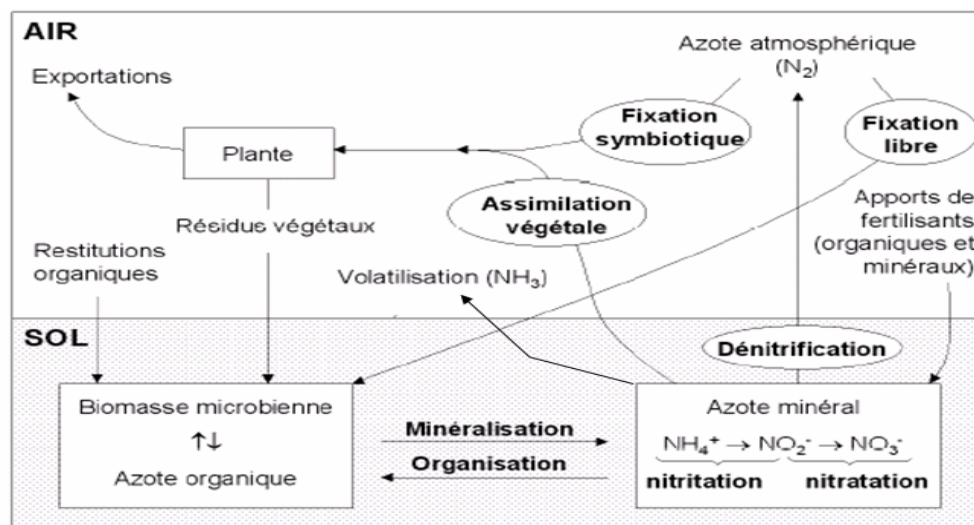 AIR
Exportations
Azote atmosphérique
(N₂)
Fixation
symbiotique
Fixation
libre
Plante
Assimilation
végétale
Apports de
fertilisants
(organiques et
minéraux)
Résidus végétaux
Restitutions
organiques
Volatilisation (NH₃)
SOL
Dénitrification
Biomasse microbienne
↑↓
Azote organique
Minéralisation
Organisation
Azote minéral
NH₄⁺ → NO₂⁻ → NO₃⁻
nitritation nitratation